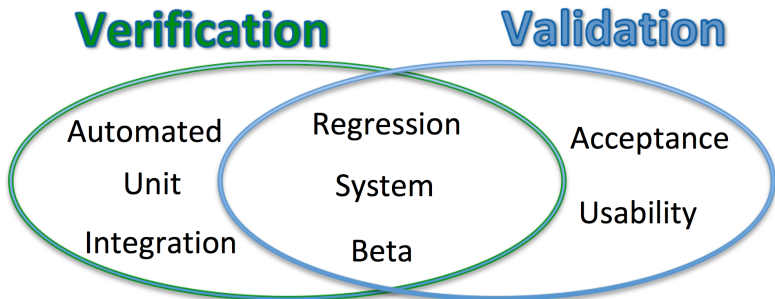 Verification
Validation
Automated
Unit
Integration
Regression
System
Beta
Acceptance
Usability